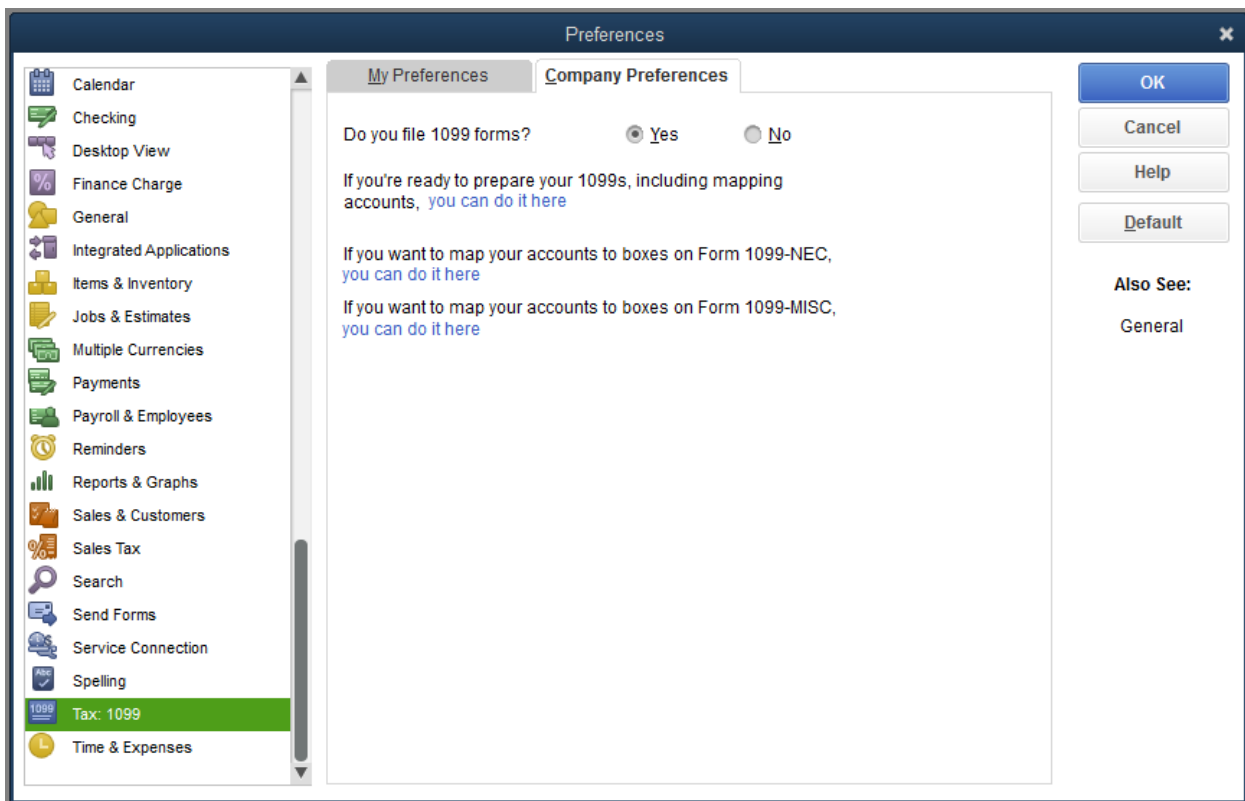 Preferences
Calendar
Checking
Desktop View
Finance Charge
General
Integrated Applications
Items & Inventory
Jobs & Estimates
Multiple Currencies
Payments
Payroll & Employees
Reminders
Reports & Graphs
Sales & Customers
Sales Tax
Search
Send Forms
Service Connection
Abc
Spelling
1099
Tax: 1099
Time & Expenses
My Preferences
Company Preferences
Do you file 1099 forms? Yes No
If you're ready to prepare your 1099s, including mapping
accounts, you can do it here
If you want to map your accounts to boxes on Form 1099-NEC,
you can do it here
If you want to map your accounts to boxes on Form 1099-MISC,
you can do it here
OK
Cancel
Help
Default
Also See:
General